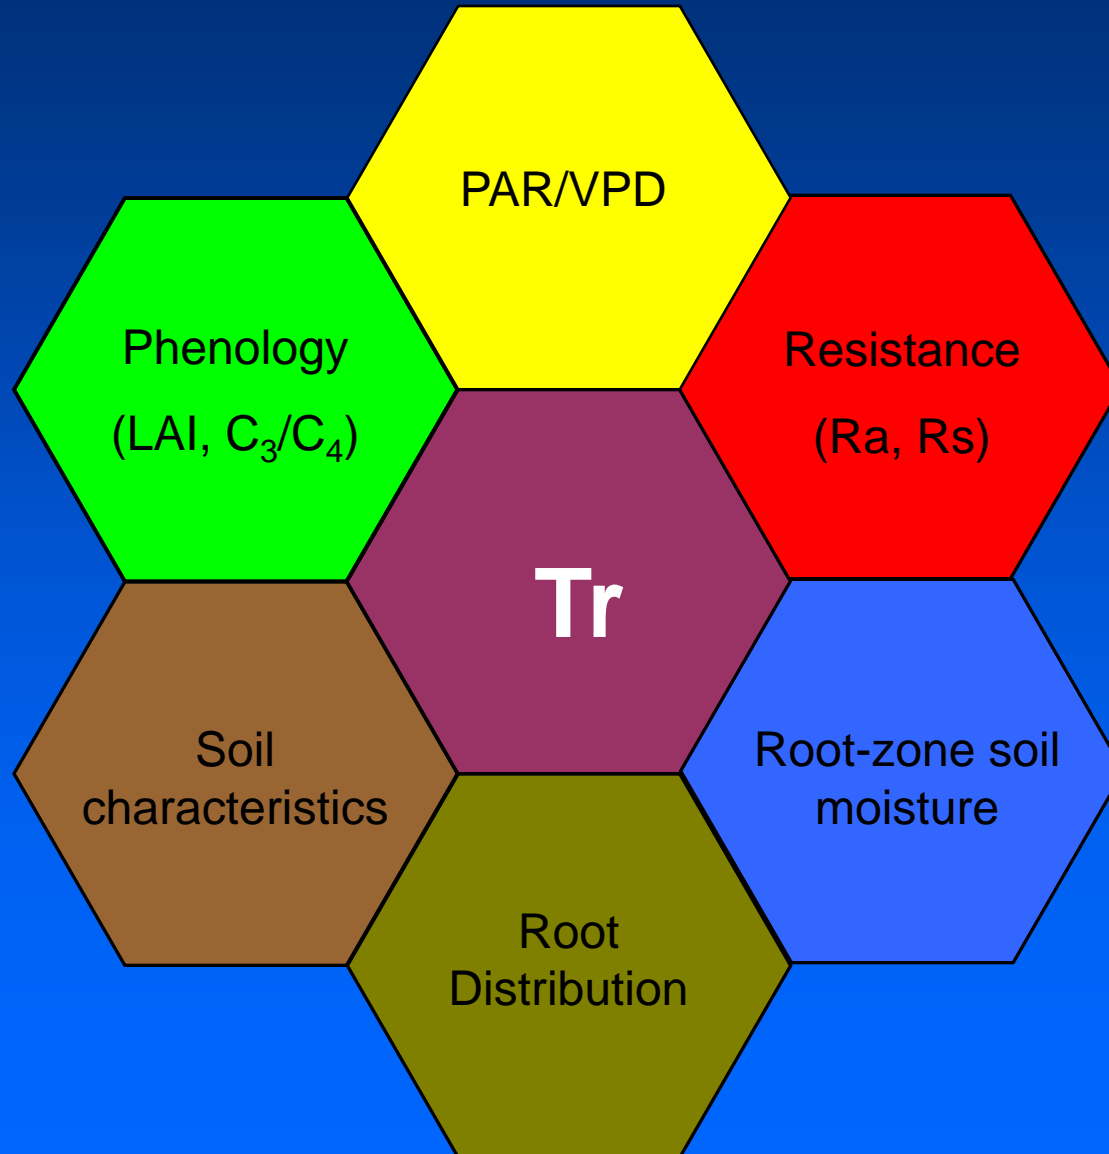 PAR/VPD
Phenology
(LAI, C₃/C₄)
Resistance
(Ra, Rs)
Tr
Soil
characteristics
Root-zone soil
moisture
Root
Distribution